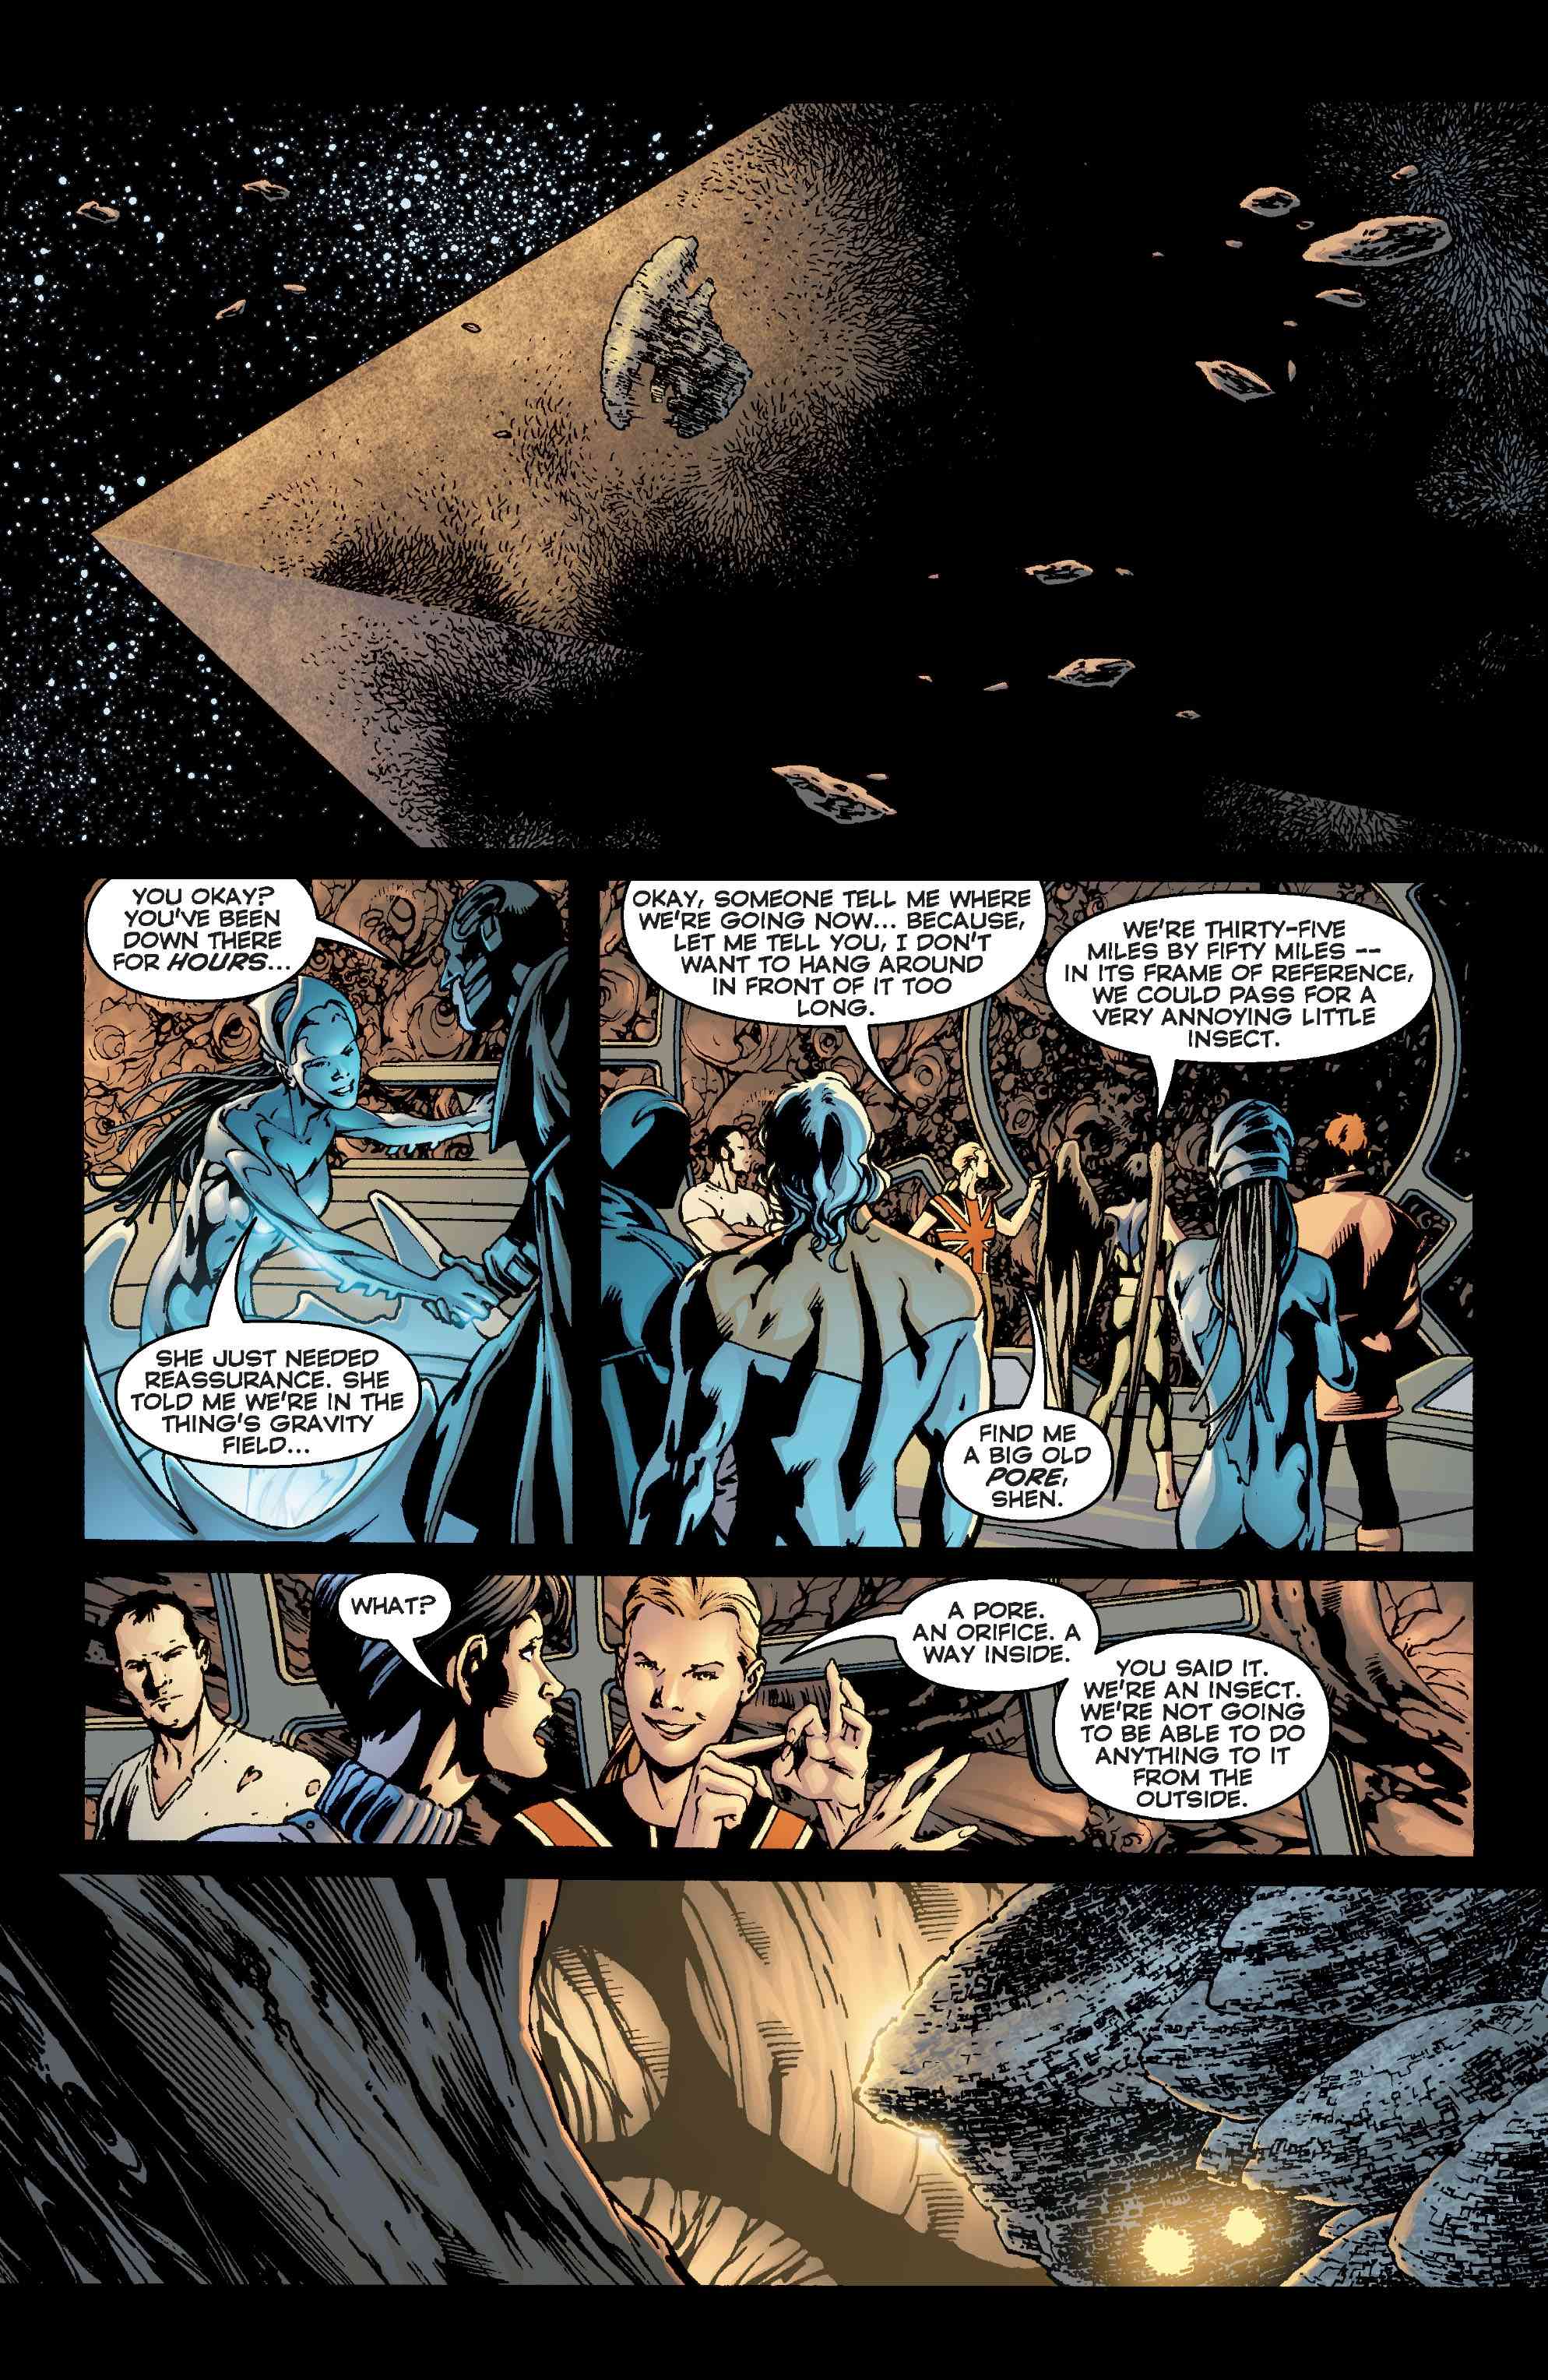 YOU OKAY?
YOU'VE BEEN
DOWN THERE
FOR HOURS...
SHE JUST NEEDED
REASSURANCE. SHE
TOLD ME WE'RE IN THE
THING'S GRAVITY
FIELD...
OKAY, SOMEONE TELL ME WHERE
WE'RE GOING NOW... BECAUSE,
LET ME TELL YOU, I DON'T
WANT TO HANG AROUND
IN FRONT OF IT TOO
LONG.
WE'RE THIRTY-FIVE
MILES BY FIFTY MILES --
IN ITS FRAME OF REFERENCE,
WE COULD PASS FOR A
VERY ANNOYING LITTLE
INSECT.
FIND ME
A BIG OLD
PORE,
SHEN.
WHAT?
A PORE.
AN ORIFICE. A
WAY INSIDE.
YOU SAID IT.
WE'RE AN INSECT.
WE'RE NOT GOING
TO BE ABLE TO DO
ANYTHING TO IT
FROM THE
OUTSIDE.